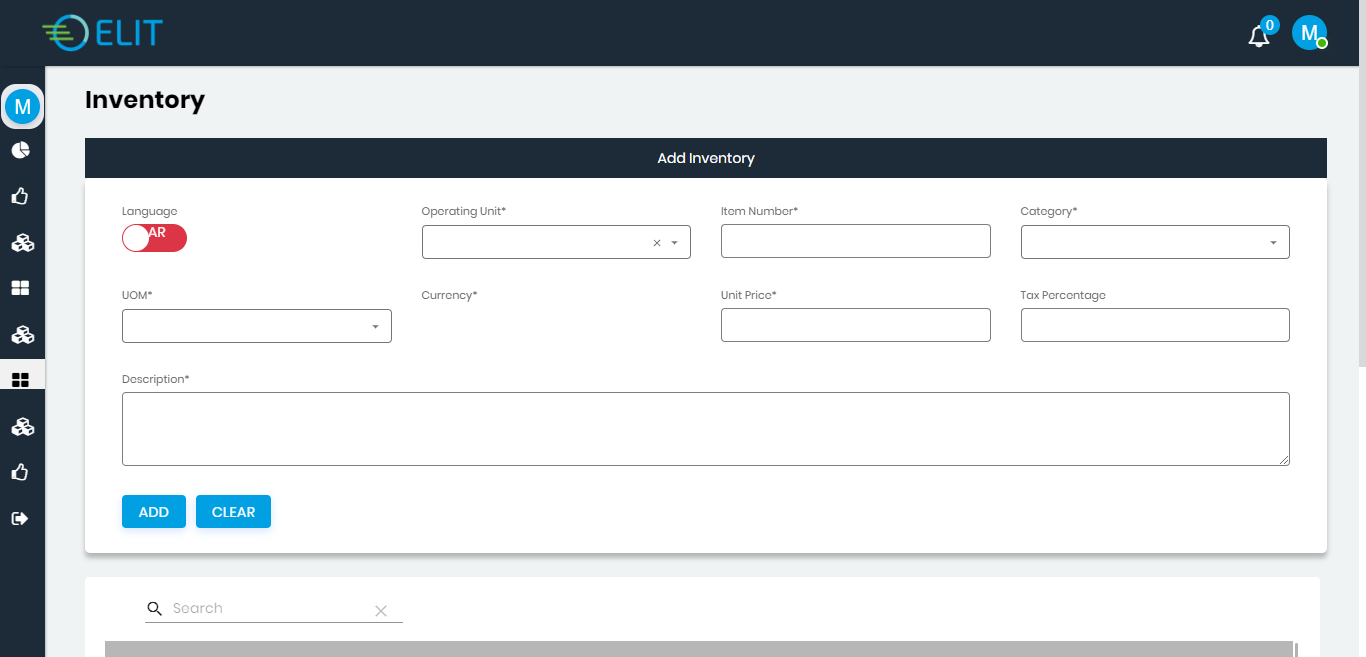 ELIT
0
M
M
Inventory
Add Inventory
Language
Operating Unit*
Item Number*
Category*
AR
UOM*
Currency*
Unit Price*
Tax Percentage
Description*
ADD
CLEAR
Search